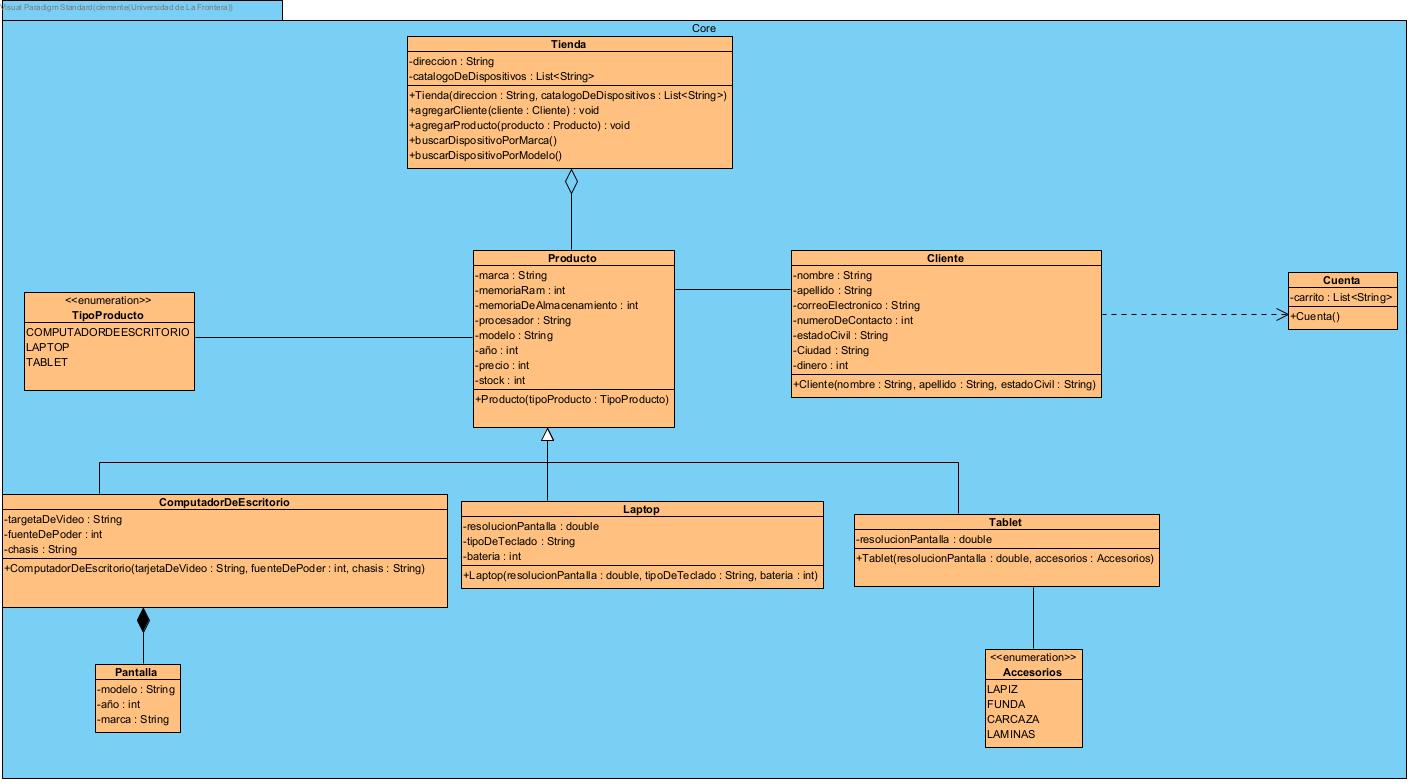 Visual Paradigm Standard(clemente(Universidad de La Frontera))
Core
Tienda
-direccion : String
-catalogoDeDispositivos : List<String>
+Tienda(direccion : String, catalogoDeDispositivos : List<String>)
+agregarCliente(cliente : Cliente) : void
+agregarProducto(producto : Producto) : void
+buscarDispositivoPorMarca()
+buscarDispositivoPorModelo()
<<enumeration>>
TipoProducto
COMPUTADORDEESCRITORIO
LAPTOP
TABLET
Producto
-marca : String
-memoriaRam : int
-memoriaDeAlmacenamiento : int
-procesador : String
-modelo : String
-año : int
-precio : int
-stock : int
+Producto(tipoProducto : TipoProducto)
Cliente
-nombre : String
-apellido : String
-correoElectronico : String
-numeroDeContacto : int
-estadoCivil : String
-Ciudad : String
-dinero : int
+Cliente(nombre : String, apellido : String, estadoCivil : String)
Cuenta
-carrito : List<String>
+Cuenta()
ComputadorDeEscritorio
-targetaDeVideo : String
-fuenteDePoder : int
-chasis : String
+ComputadorDeEscritorio(tarjetaDeVideo : String, fuenteDePoder : int, chasis : String)
Laptop
-resolucionPantalla : double
-tipoDeTeclado : String
-bateria : int
+Laptop(resolucionPantalla : double, tipoDeTeclado : String, bateria : int)
Tablet
-resolucionPantalla : double
+Tablet(resolucionPantalla : double, accesorios : Accesorios)
Pantalla
-modelo : String
-año : int
-marca : String
<<enumeration>>
Accesorios
LAPIZ
FUNDA
CARCAZA
LAMINAS